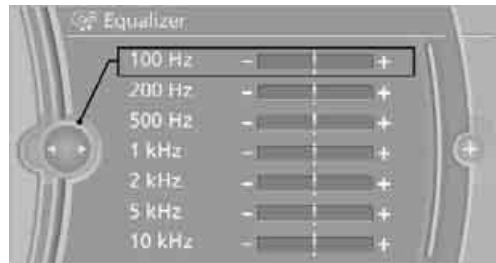 Equalizer
100 Hz - +
200 Hz - +
500 Hz - +
1 kHz - +
2 kHz - +
5 kHz - +
10 kHz - +